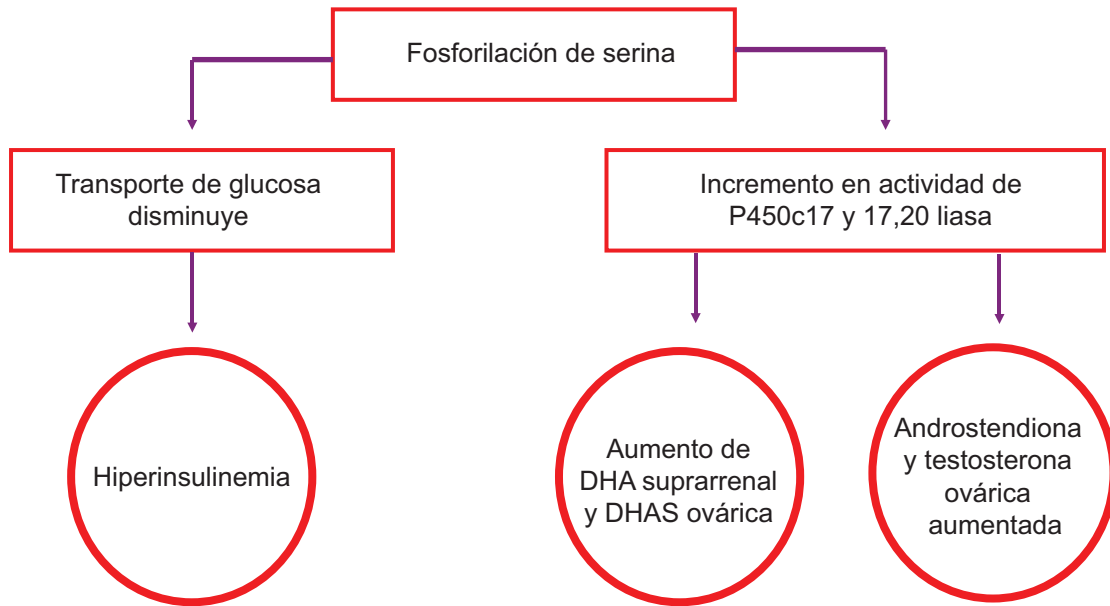 Fosforilación de serina
Transporte de glucosa
disminuye
Incremento en actividad de
P450c17 y 17,20 liasa
Hiperinsulinemia
Aumento de
DHA suprarrenal
y DHAS ovárica
Androstendiona
y testosterona
ovárica
aumentada